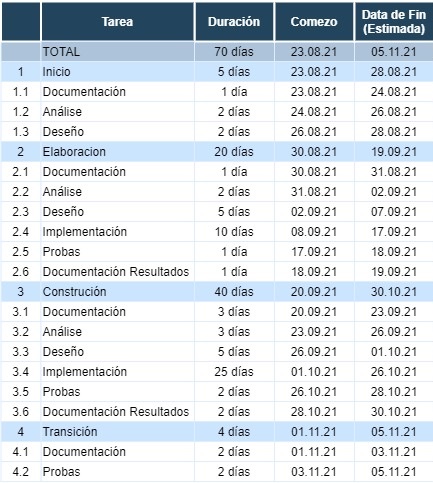 Tarea Duración Comezo Data de Fin (Estimada)
TOTAL 70 días 23.08.21 05.11.21
1 Inicio 5 días 23.08.21 28.08.21
1.1 Documentación 1 día 23.08.21 24.08.21
1.2 Análise 2 días 24.08.21 26.08.21
1.3 Deseño 2 días 26.08.21 28.08.21
2 Elaboracion 20 días 30.08.21 19.09.21
2.1 Documentación 1 día 30.08.21 31.08.21
2.2 Análise 2 días 31.08.21 02.09.21
2.3 Deseño 5 días 02.09.21 07.09.21
2.4 Implementación 10 días 08.09.21 17.09.21
2.5 Probas 1 día 17.09.21 18.09.21
2.6 Documentación Resultados 1 día 18.09.21 19.09.21
3 Construción 40 días 20.09.21 30.10.21
3.1 Documentación 3 días 20.09.21 23.09.21
3.2 Análise 3 días 23.09.21 26.09.21
3.3 Deseño 5 días 26.09.21 01.10.21
3.4 Implementación 25 días 01.10.21 26.10.21
3.5 Probas 2 días 26.10.21 28.10.21
3.6 Documentación Resultados 2 días 28.10.21 30.10.21
4 Transición 4 días 01.11.21 05.11.21
4.1 Documentación 2 días 01.11.21 03.11.21
4.2 Probas 2 días 03.11.21 05.11.21